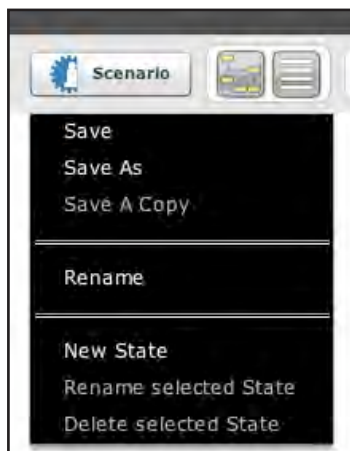 Scenario
Save
Save As
Save A Copy
Rename
New State
Rename selected State
Delete selected State